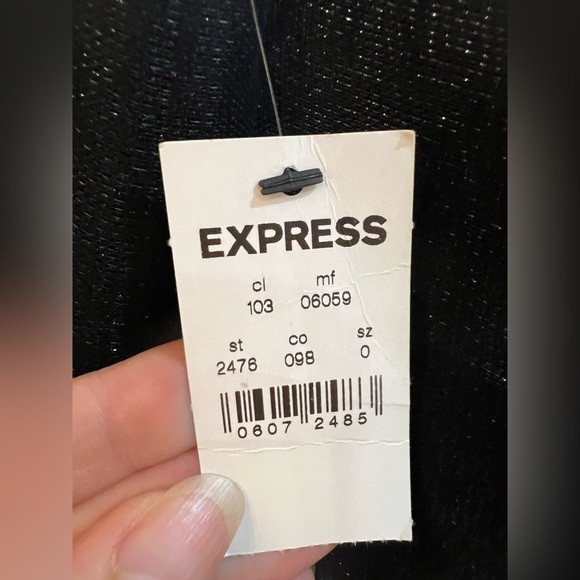 EXPRESS
cl mf
103 06059
st co sz
2476 098 0
0607 2485